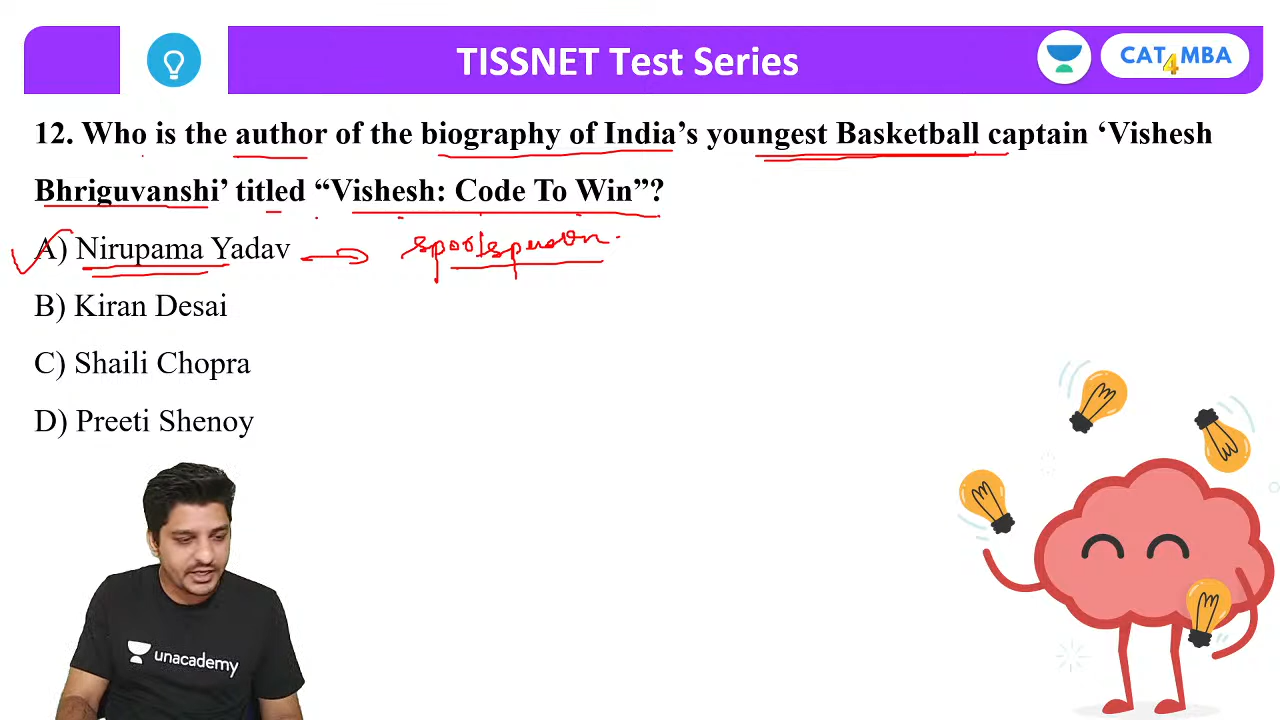 TISSNET Test Series
CAT4MBA
12. Who is the author of the biography of India's youngest Basketball captain ‘Vishesh
Bhriguvanshi’ titled “Vishesh: Code To Win”?
A) Nirupama Yadav → sportsperson.
B) Kiran Desai
C) Shaili Chopra
D) Preeti Shenoy
unacademy